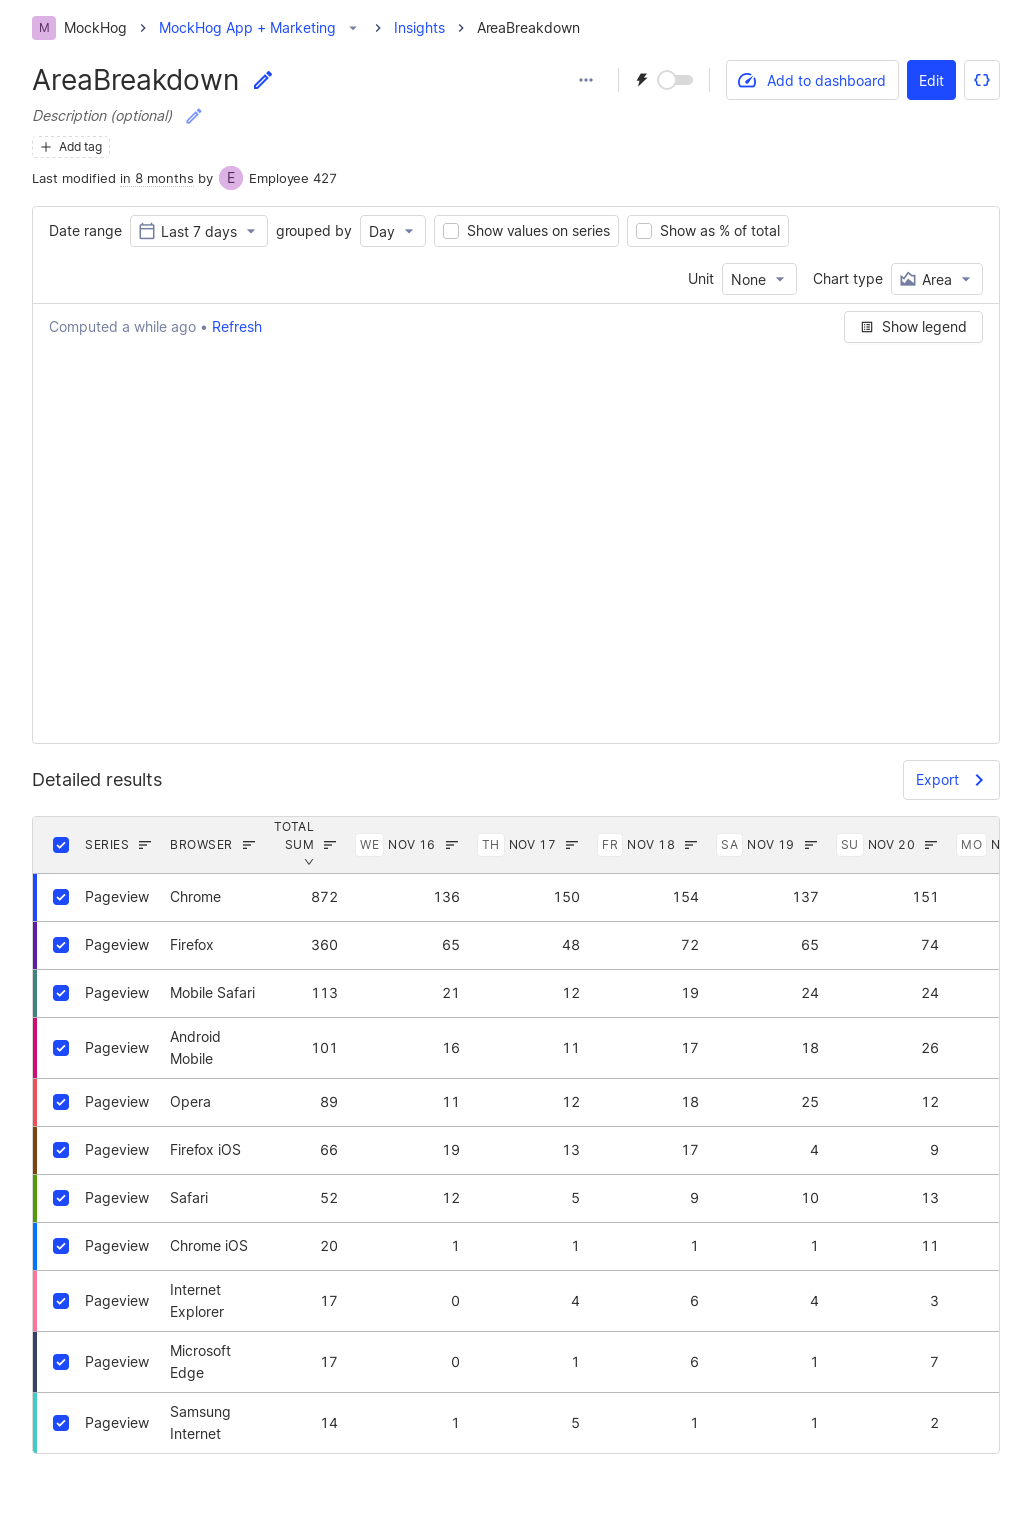 M MockHog MockHog App + Marketing Insights AreaBreakdown
AreaBreakdown
Add to dashboard Edit
Description (optional)
Add tag
Last modified in 8 months by E Employee 427
Date range Last 7 days grouped by Day Show values on series Show as % of total
Unit None Chart type Area
Computed a while ago • Refresh Show legend
Detailed results Export
SERIES BROWSER TOTAL SUM WE NOV 16 TH NOV 17 FR NOV 18 SA NOV 19 SU NOV 20 MO N
Pageview Chrome 872 136 150 154 137 151
Pageview Firefox 360 65 48 72 65 74
Pageview Mobile Safari 113 21 12 19 24 24
Pageview Android Mobile 101 16 11 17 18 26
Pageview Opera 89 11 12 18 25 12
Pageview Firefox iOS 66 19 13 17 4 9
Pageview Safari 52 12 5 9 10 13
Pageview Chrome iOS 20 1 1 1 1 11
Pageview Internet Explorer 17 0 4 6 4 3
Pageview Microsoft Edge 17 0 1 6 1 7
Pageview Samsung Internet 14 1 5 1 1 2